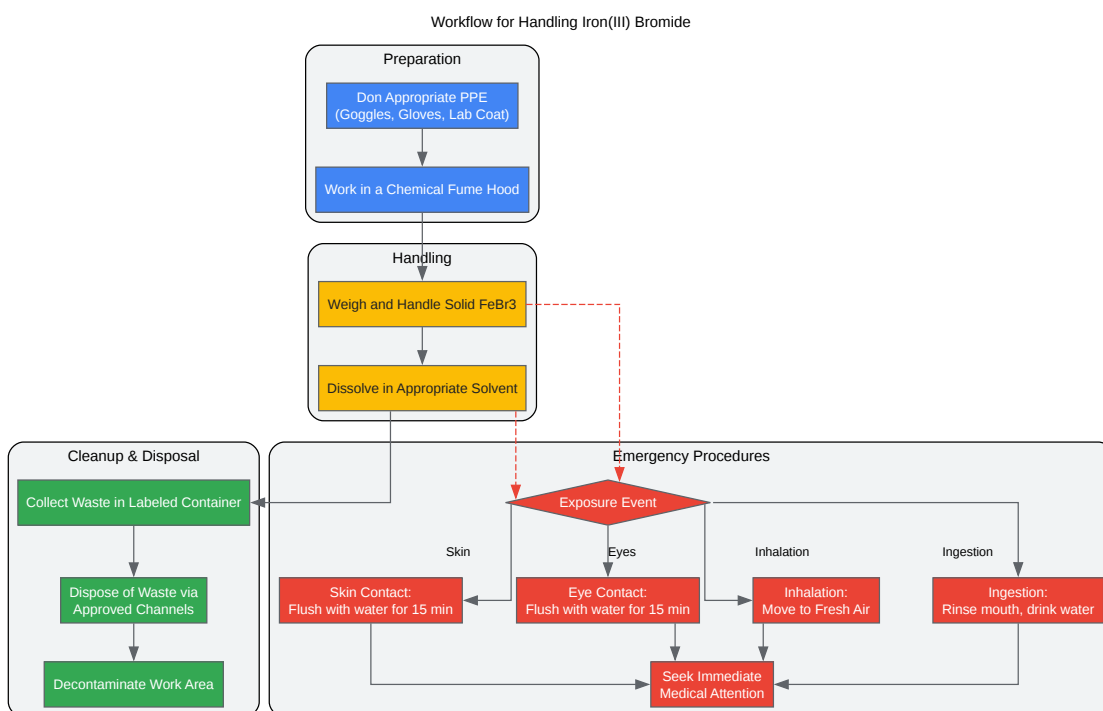 Workflow for Handling Iron(III) Bromide
Preparation
Don Appropriate PPE
(Goggles, Gloves, Lab Coat)
Work in a Chemical Fume Hood
Handling
Weigh and Handle Solid FeBr3
Dissolve in Appropriate Solvent
Cleanup & Disposal
Collect Waste in Labeled Container
Dispose of Waste via
Approved Channels
Decontaminate Work Area
Emergency Procedures
Exposure Event
Skin
Eyes
Inhalation
Ingestion
Skin Contact:
Flush with water for 15 min
Eye Contact:
Flush with water for 15 min
Inhalation:
Move to Fresh Air
Ingestion:
Rinse mouth, drink water
Seek Immediate
Medical Attention